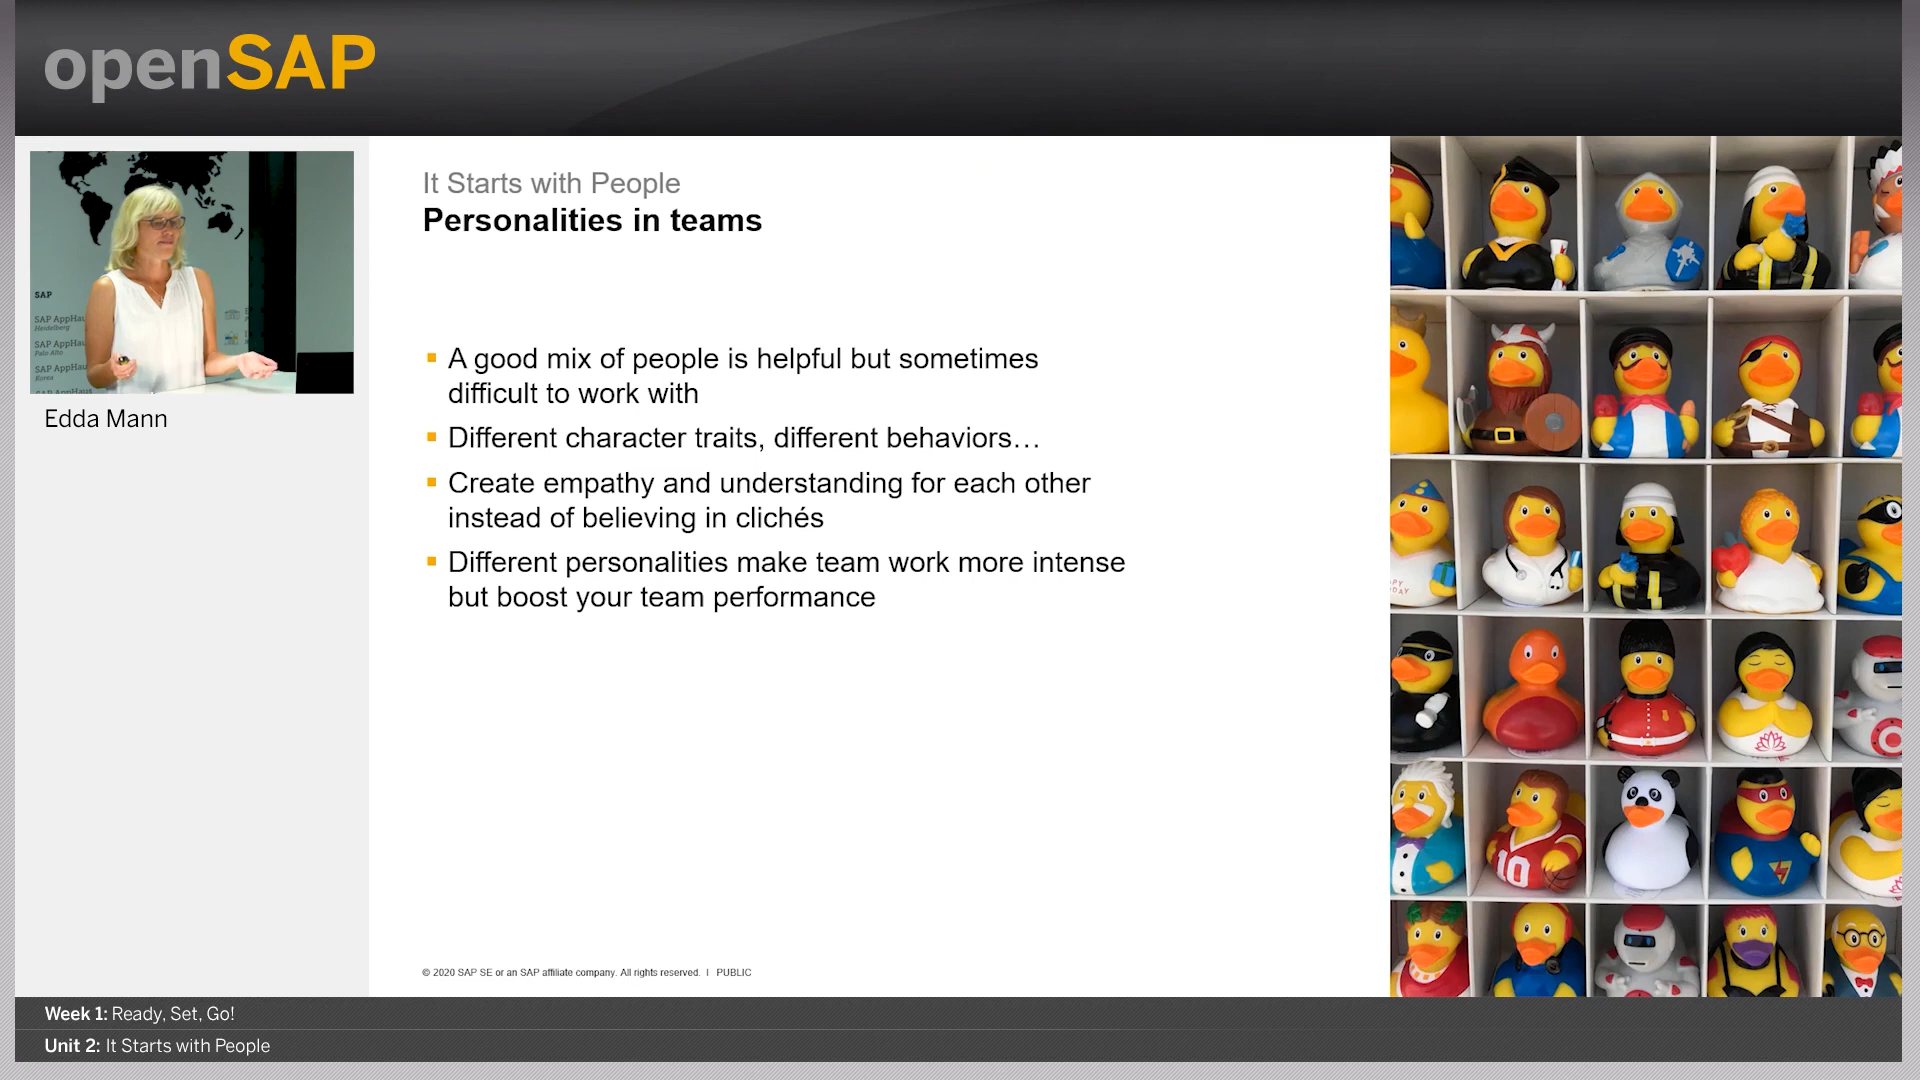 openSAP
SAP
SAP AppHau
Heidelberg
SAP AppHau
Palo Alto
SAP AppHau
Korea
Edda Mann
It Starts with People
Personalities in teams
▪ A good mix of people is helpful but sometimes
difficult to work with
▪ Different character traits, different behaviors…
▪ Create empathy and understanding for each other
instead of believing in clichés
▪ Different personalities make team work more intense
but boost your team performance
10
© 2020 SAP SE or an SAP affiliate company. All rights reserved. I PUBLIC
Week 1: Ready, Set, Go!
Unit 2: It Starts with People